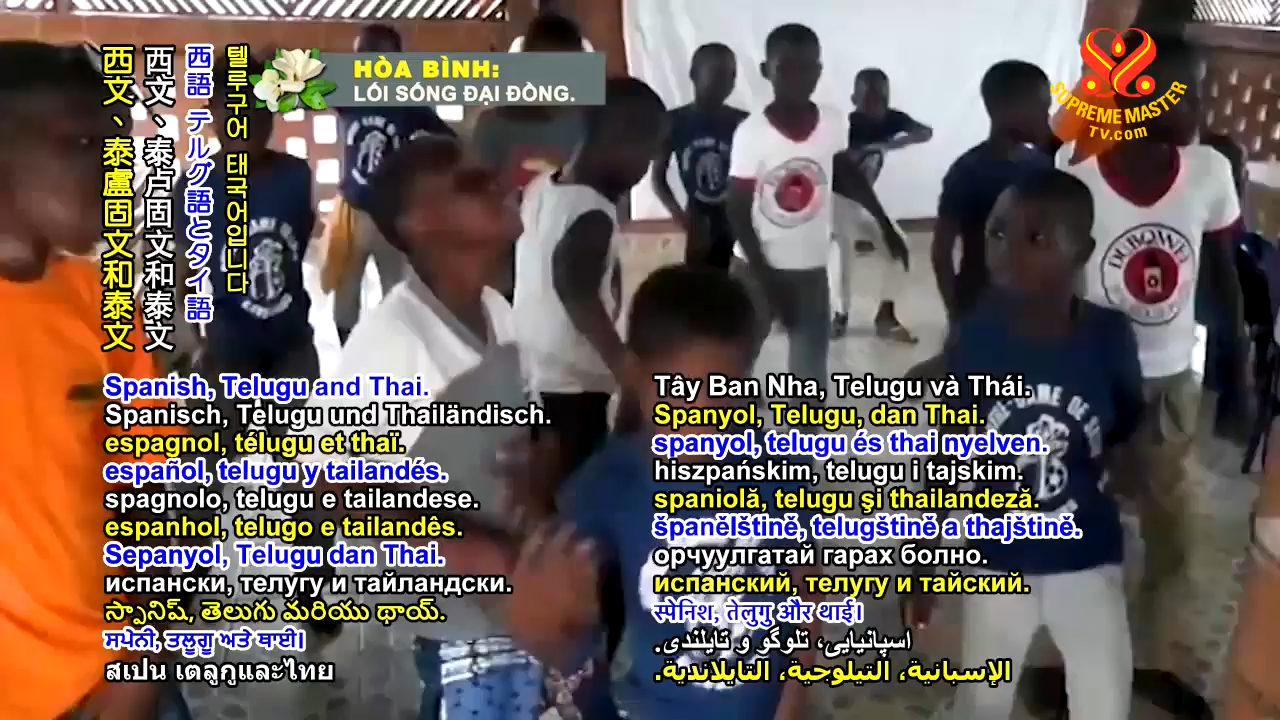 西文、泰盧固文和泰文
西文、泰卢固文和泰文
西語 テルグ語とタイ語
텔루구어 태국어입니다
HÒA BÌNH:
LỐI SỐNG ĐẠI ĐỒNG.
SUPREME MASTER
TV.com
DUBOWEI
Spanish, Telugu and Thai.
Spanisch, Telugu und Thailändisch.
espagnol, télugu et thaï.
español, telugu y tailandés.
spagnolo, telugu e tailandese.
espanhol, telugo e tailandês.
Sepanyol, Telugu dan Thai.
испански, телугу и тайландски.
స్పానిష్, తెలుగు మరియు థాయ్.
ਸਪੇਨੀ, ਤਲੂਗੂ ਅਤੇ ਥਾਈ।
สเปน เตลูกูและไทย
Tây Ban Nha, Telugu và Thái.
Spanyol, Telugu, dan Thai.
spanyol, telugu és thai nyelven.
hiszpańskim, telugu i tajskim.
spaniolă, telugu şi thailandeză.
španělštině, telugštině a thajštině.
орчуулгатай гарах болно.
испанский, телугу и тайский.
स्पेनिश, तेलुगु और थाई।
اسپانیایی، تلوگو و تایلندی.
الإسبانية، التيلوجية، التايلاندية.